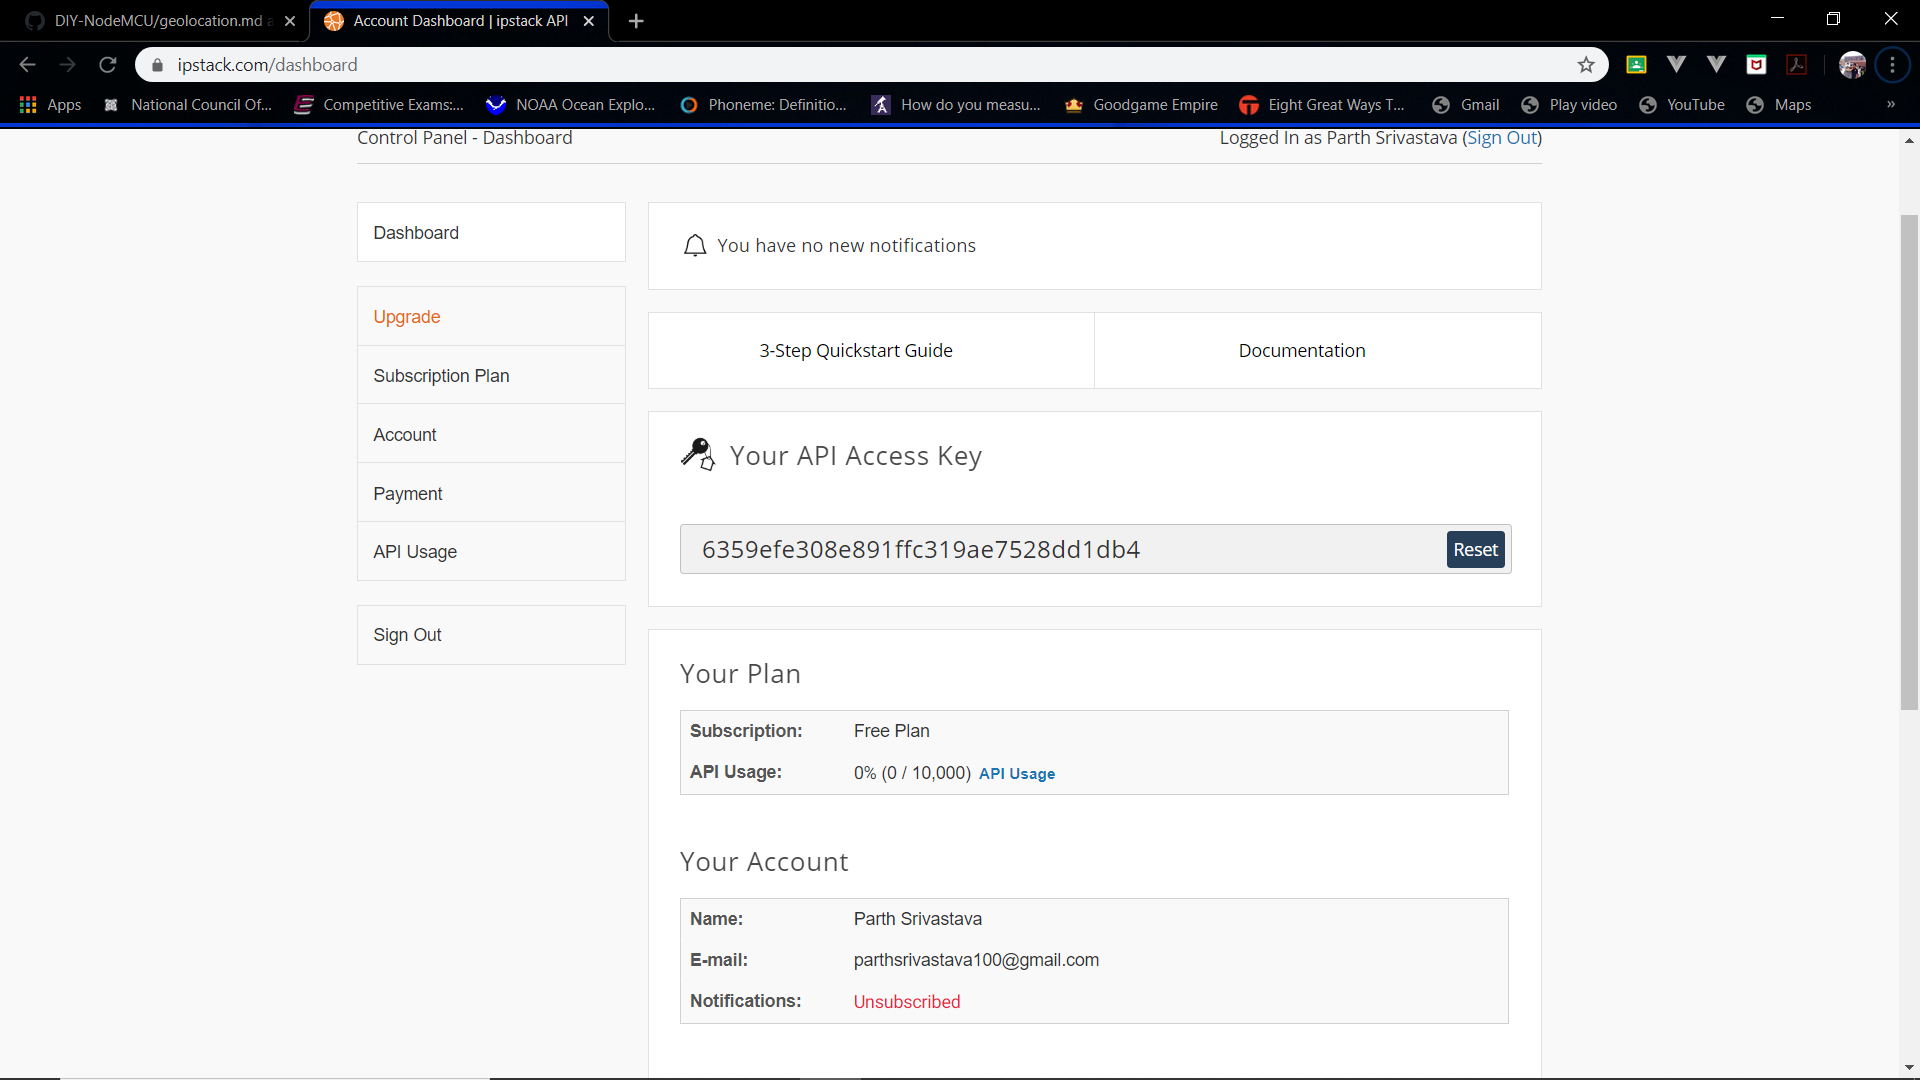 DIY-NodeMCU/geolocation.md a
Account Dashboard | ipstack API
ipstack.com/dashboard
Apps
National Council Of...
Competitive Exams:...
NOAA Ocean Explo...
Phoneme: Definitio...
How do you measu...
Goodgame Empire
Eight Great Ways T...
Gmail
Play video
YouTube
Maps
»
Control Panel - Dashboard
Logged In as Parth Srivastava (Sign Out)
Dashboard
Upgrade
Subscription Plan
Account
Payment
API Usage
Sign Out
You have no new notifications
3-Step Quickstart Guide
Documentation
Your API Access Key
6359efe308e891ffc319ae7528dd1db4
Reset
Your Plan
Subscription: Free Plan
API Usage: 0% (0 / 10,000) API Usage
Your Account
Name: Parth Srivastava
E-mail: parthsrivastava100@gmail.com
Notifications: Unsubscribed